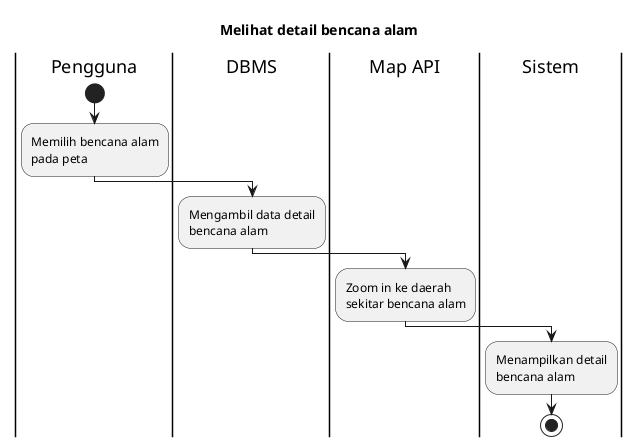 Melihat detail bencana alam
Pengguna
DBMS
Map API
Sistem
Memilih bencana alam
pada peta
Mengambil data detail
bencana alam
Zoom in ke daerah
sekitar bencana alam
Menampilkan detail
bencana alam